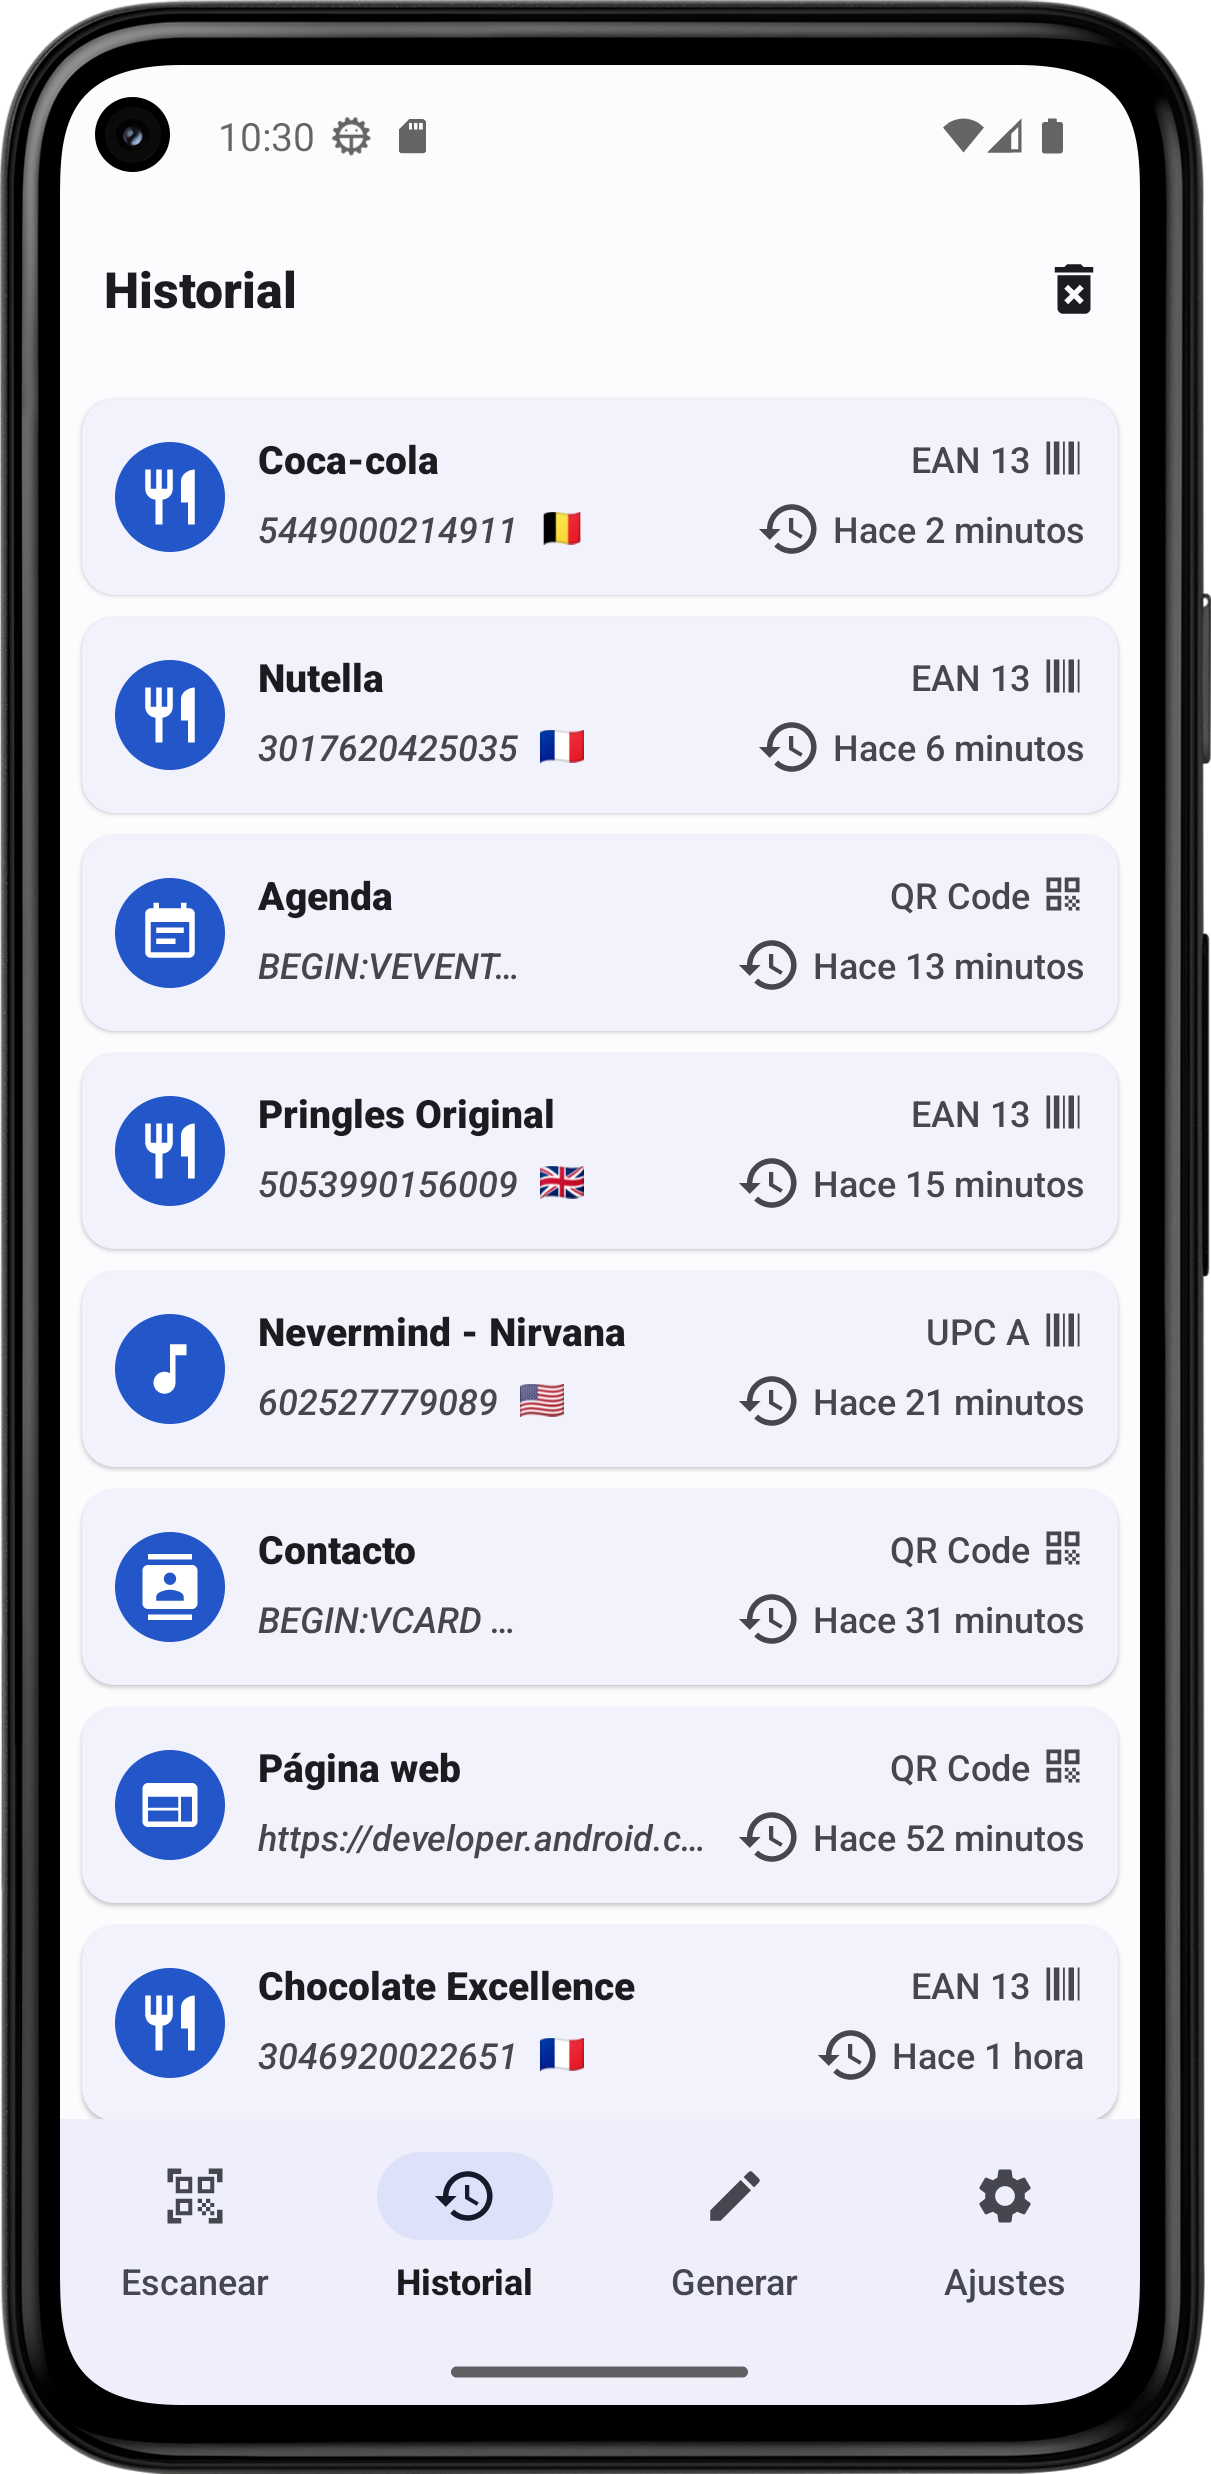 10:30
Historial
Coca-cola
EAN 13
5449000214911
Hace 2 minutos
Nutella
EAN 13
3017620425035
Hace 6 minutos
Agenda
QR Code
BEGIN:VEVENT...
Hace 13 minutos
Pringles Original
EAN 13
5053990156009
Hace 15 minutos
Nevermind - Nirvana
UPC A
602527779089
Hace 21 minutos
Contacto
QR Code
BEGIN:VCARD ...
Hace 31 minutos
Página web
QR Code
https://developer.android.c...
Hace 52 minutos
Chocolate Excellence
EAN 13
3046920022651
Hace 1 hora
Escanear
Historial
Generar
Ajustes